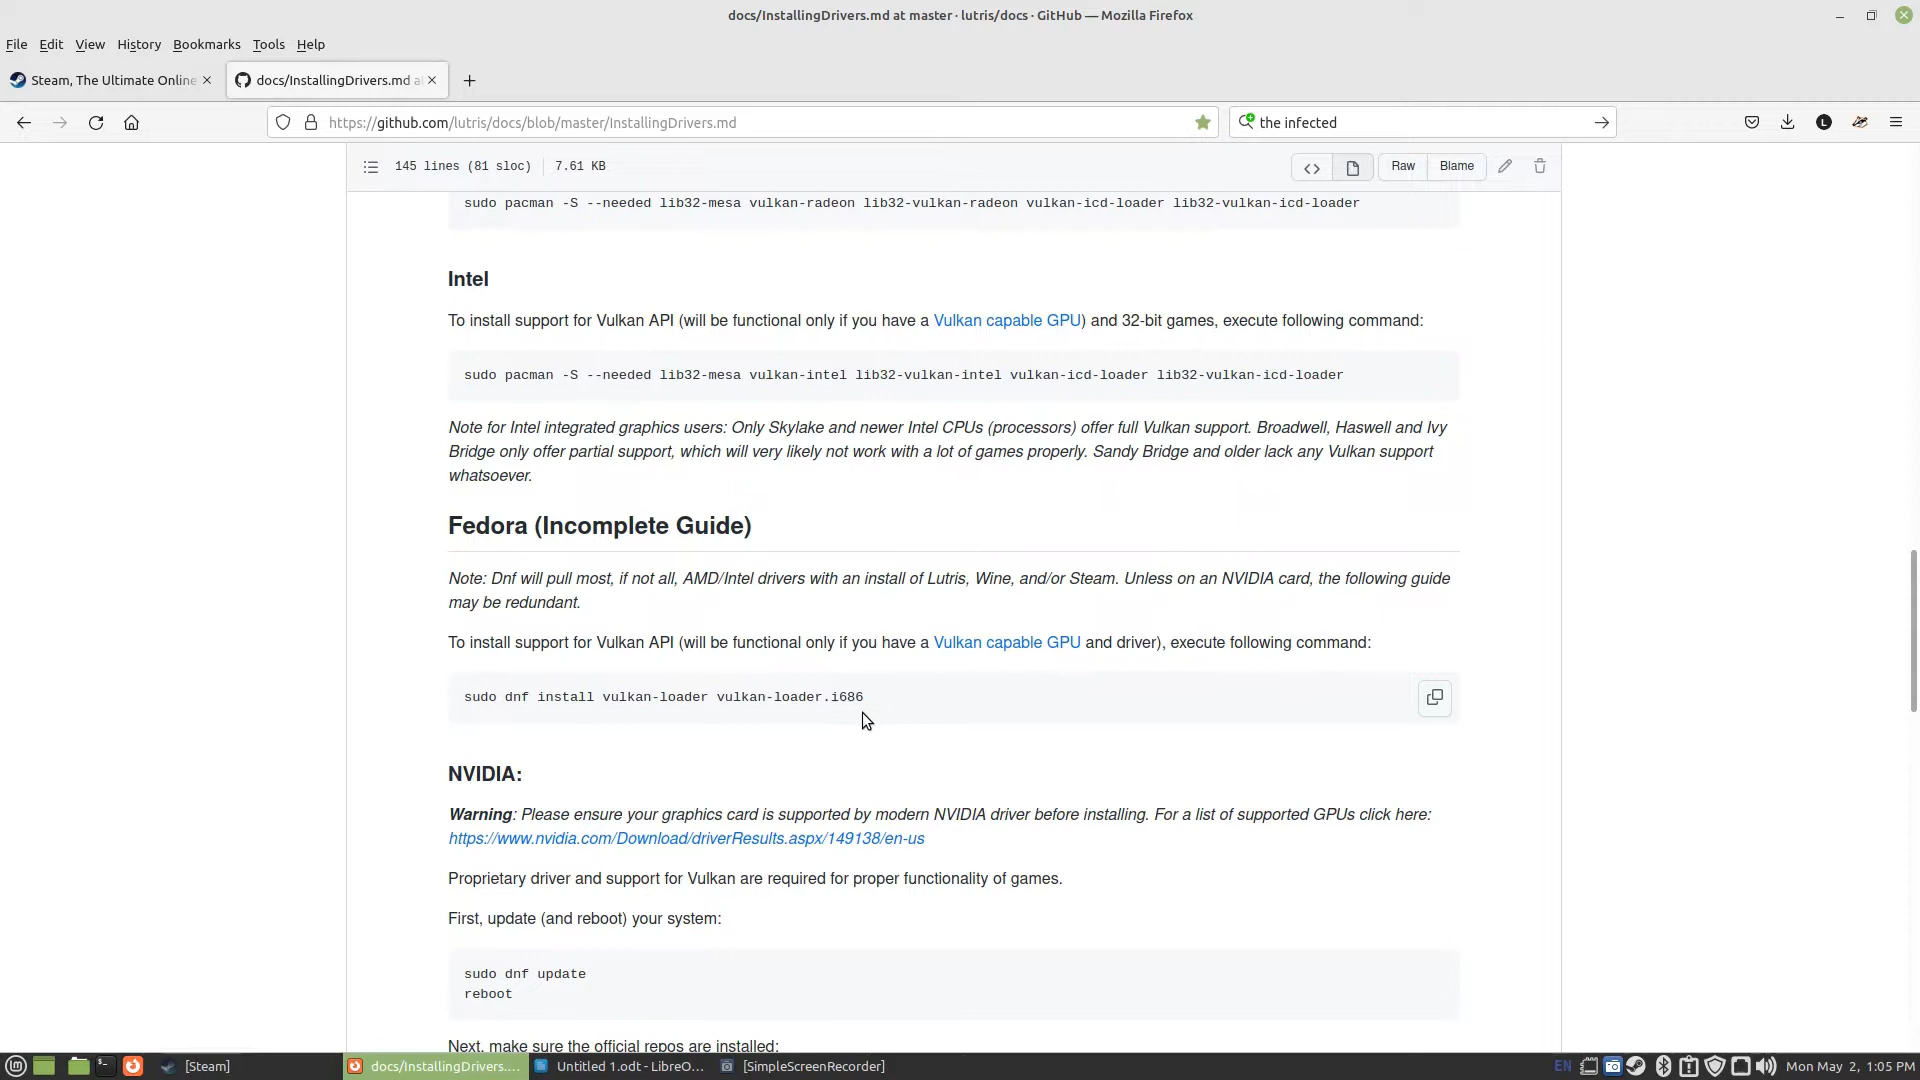 docs/InstallingDrivers.md at master · lutris/docs · GitHub — Mozilla Firefox
File Edit View History Bookmarks Tools Help
Steam, The Ultimate Online
docs/InstallingDrivers.md a
https://github.com/lutris/docs/blob/master/InstallingDrivers.md
the infected
L
145 lines (81 sloc) 7.61 KB
Raw Blame
sudo pacman -S --needed lib32-mesa vulkan-radeon lib32-vulkan-radeon vulkan-icd-loader lib32-vulkan-icd-loader
Intel
To install support for Vulkan API (will be functional only if you have a Vulkan capable GPU) and 32-bit games, execute following command:
sudo pacman -S --needed lib32-mesa vulkan-intel lib32-vulkan-intel vulkan-icd-loader lib32-vulkan-icd-loader
Note for Intel integrated graphics users: Only Skylake and newer Intel CPUs (processors) offer full Vulkan support. Broadwell, Haswell and Ivy
Bridge only offer partial support, which will very likely not work with a lot of games properly. Sandy Bridge and older lack any Vulkan support
whatsoever.
Fedora (Incomplete Guide)
Note: Dnf will pull most, if not all, AMD/Intel drivers with an install of Lutris, Wine, and/or Steam. Unless on an NVIDIA card, the following guide
may be redundant.
To install support for Vulkan API (will be functional only if you have a Vulkan capable GPU and driver), execute following command:
sudo dnf install vulkan-loader vulkan-loader.i686
NVIDIA:
Warning: Please ensure your graphics card is supported by modern NVIDIA driver before installing. For a list of supported GPUs click here:
https://www.nvidia.com/Download/driverResults.aspx/149138/en-us
Proprietary driver and support for Vulkan are required for proper functionality of games.
First, update (and reboot) your system:
sudo dnf update
reboot
Next, make sure the official repos are installed:
[Steam]
docs/InstallingDrivers....
Untitled 1.odt - LibreO...
[SimpleScreenRecorder]
EN
Mon May 2, 1:05 PM